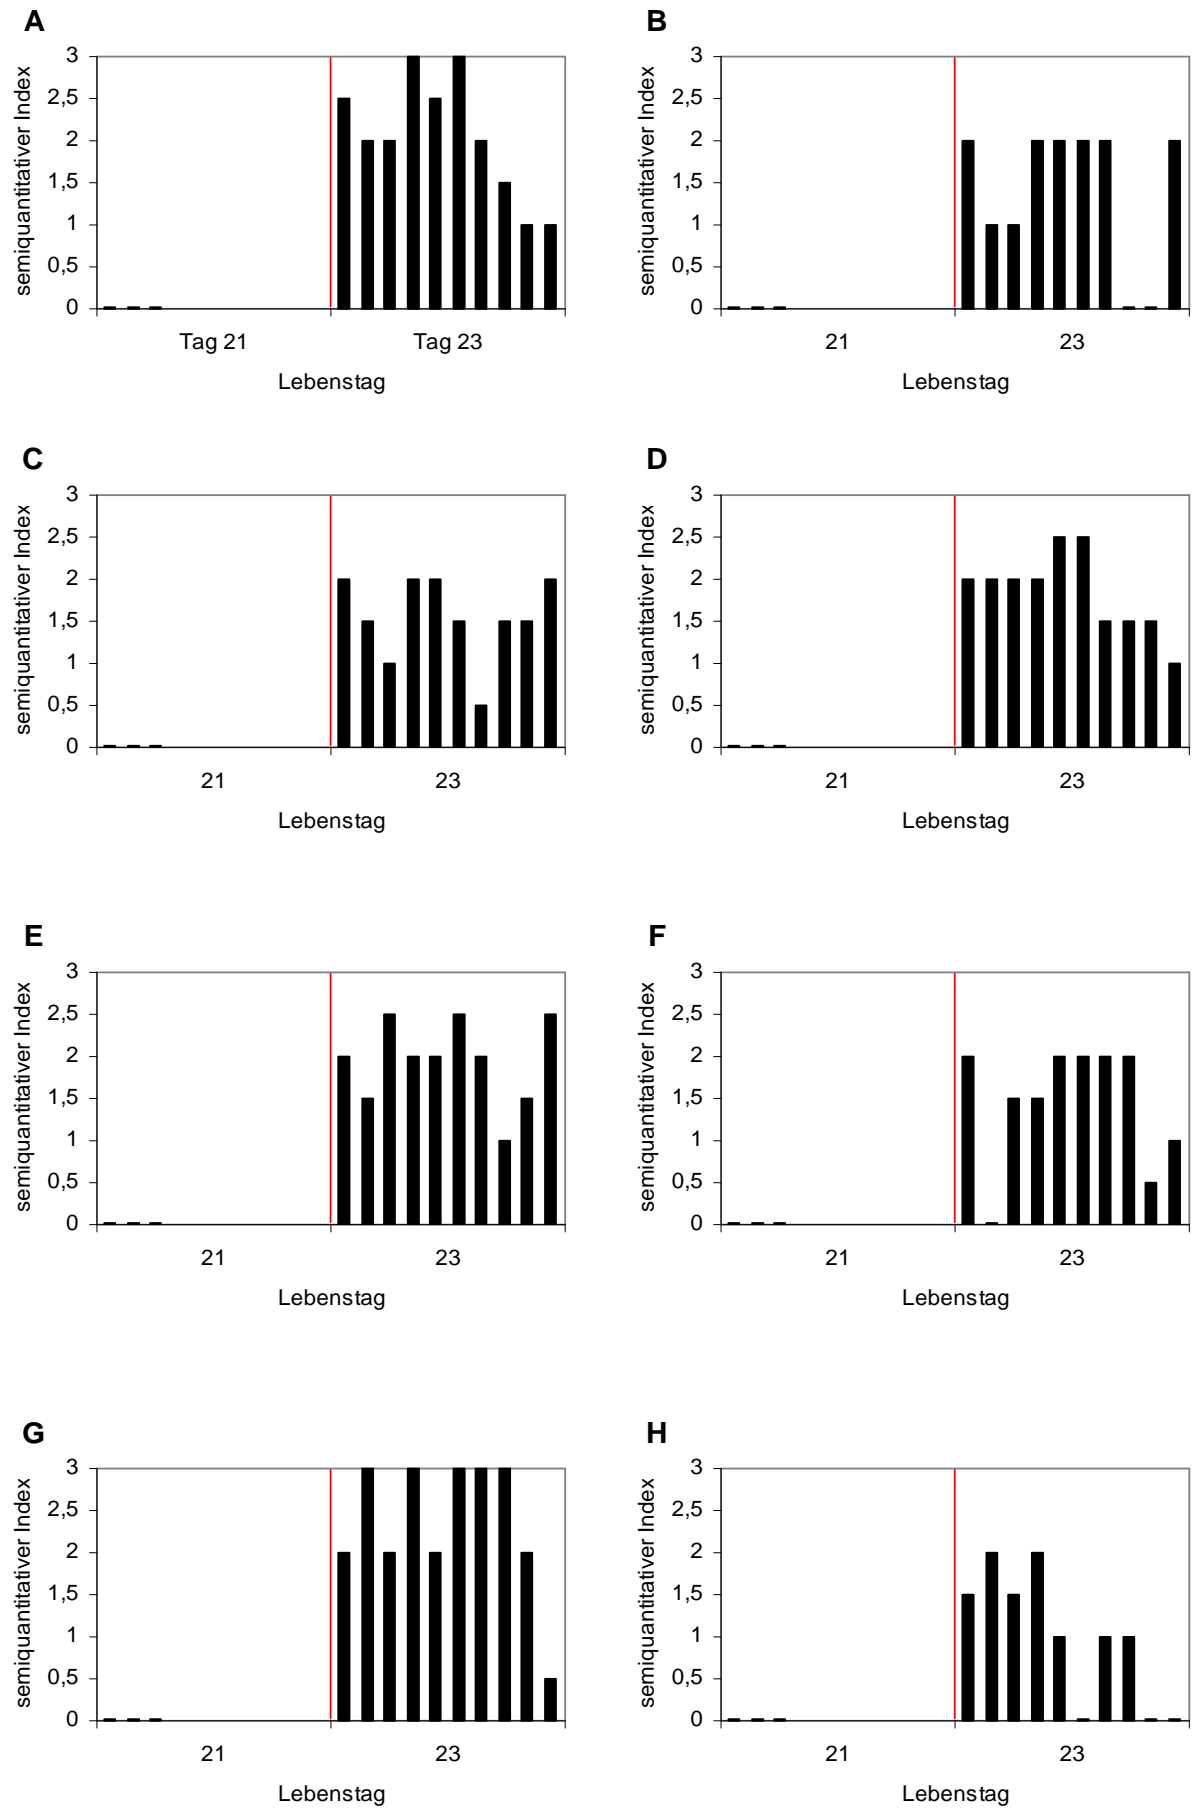 A
semiquantitativer Index
3
2,5
2
1,5
1
0,5
0
Tag 21 Tag 23
Lebenstag
B
semiquantitativer Index
3
2,5
2
1,5
1
0,5
0
21 23
Lebenstag
C
semiquantitativer Index
3
2,5
2
1,5
1
0,5
0
21 23
Lebenstag
D
semiquantitativer Index
3
2,5
2
1,5
1
0,5
0
21 23
Lebenstag
E
semiquantitativer Index
3
2,5
2
1,5
1
0,5
0
21 23
Lebenstag
F
semiquantitativer Index
3
2,5
2
1,5
1
0,5
0
21 23
Lebenstag
G
semiquantitativer Index
3
2,5
2
1,5
1
0,5
0
21 23
Lebenstag
H
semiquantitativer Index
3
2,5
2
1,5
1
0,5
0
21 23
Lebenstag